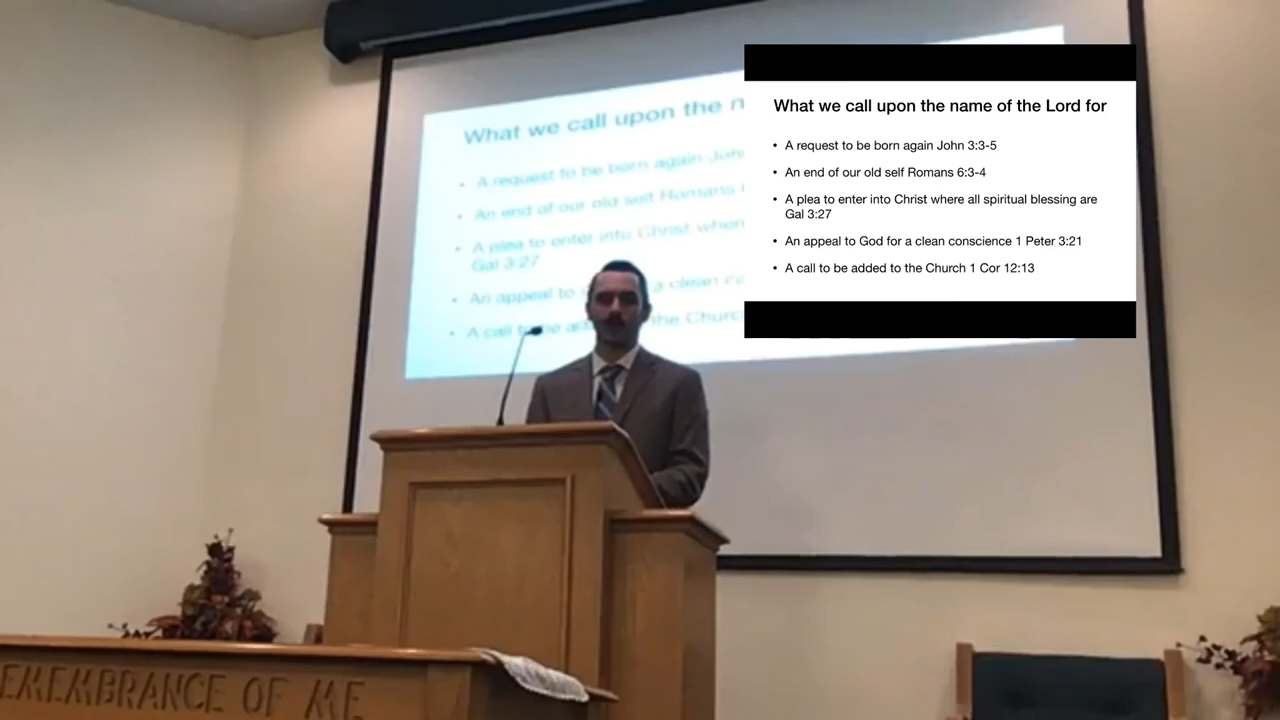 What we call upon the n
A request to be born again John
An end of our old self Romans
A plea to enter into Christ wher
Gal 3:27
An appeal to a clean
A call the Churc
What we call upon the name of the Lord for
• A request to be born again John 3:3-5
• An end of our old self Romans 6:3-4
• A plea to enter into Christ where all spiritual blessing are
Gal 3:27
• An appeal to God for a clean conscience 1 Peter 3:21
• A call to be added to the Church 1 Cor 12:13
EMEMBRANCE OF ME